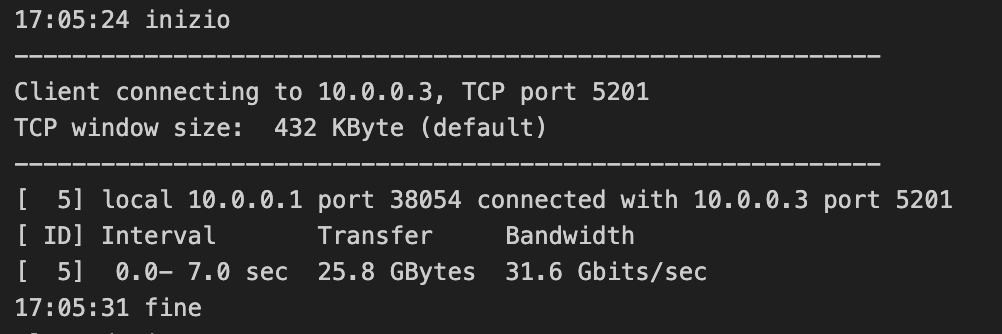 17:05:24 inizio
------------------------------------------------------------
Client connecting to 10.0.0.3, TCP port 5201
TCP window size:  432 KByte (default)
------------------------------------------------------------
[  5] local 10.0.0.1 port 38054 connected with 10.0.0.3 port 5201
[ ID] Interval       Transfer     Bandwidth
[  5]  0.0- 7.0 sec  25.8 GBytes  31.6 Gbits/sec
17:05:31 fine